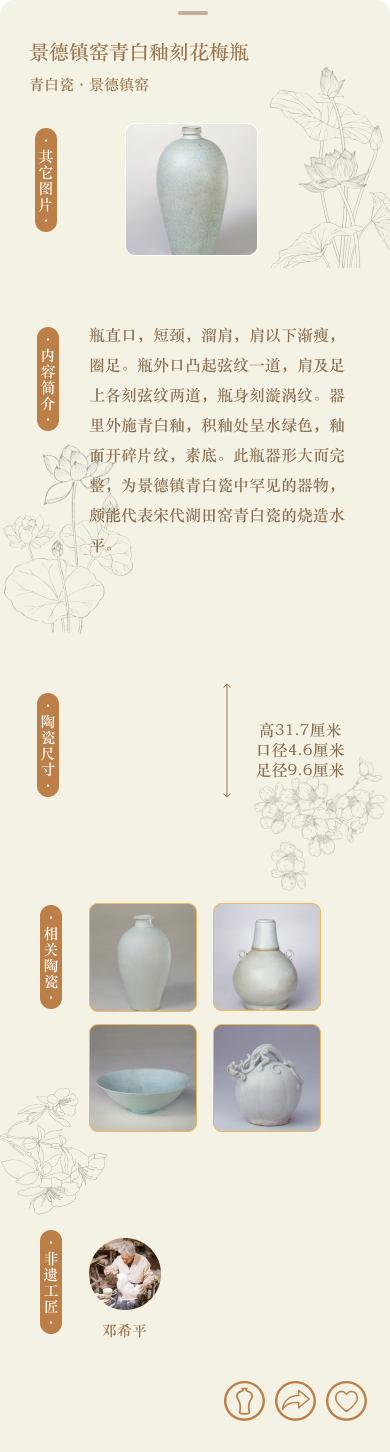 景德镇窑青白釉刻花梅瓶
青白瓷·景德镇窑
·其它图片·
·内容简介·
瓶直口，短颈，溜肩，肩以下渐瘦，
圈足。瓶外口凸起弦纹一道，肩及足
上各刻弦纹两道，瓶身刻漩涡纹。器
里外施青白釉，积釉处呈水绿色，釉
面开碎片纹，素底。此瓶器形大而完
整，为景德镇青白瓷中罕见的器物，
颇能代表宋代湖田窑青白瓷的烧造水
平。
·陶瓷尺寸·
高31.7厘米
口径4.6厘米
足径9.6厘米
·相关陶瓷·
·非遗工匠·
邓希平